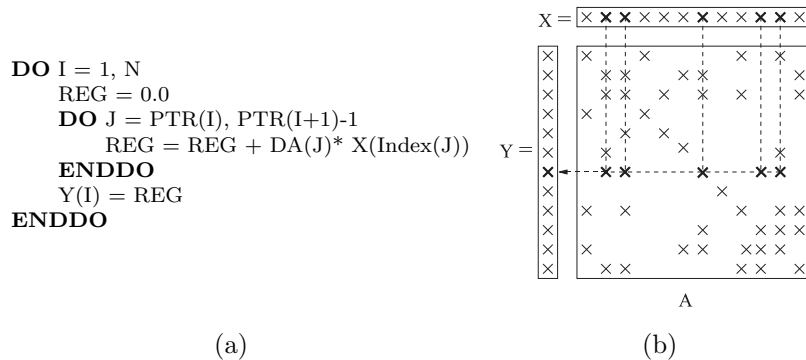 DO I = 1, N
REG = 0.0
DO J = PTR(I), PTR(I+1)-1
REG = REG + DA(J)* X(Index(J))
ENDDO
Y(I) = REG
ENDDO
(a)
X =
Y =
A
(b)